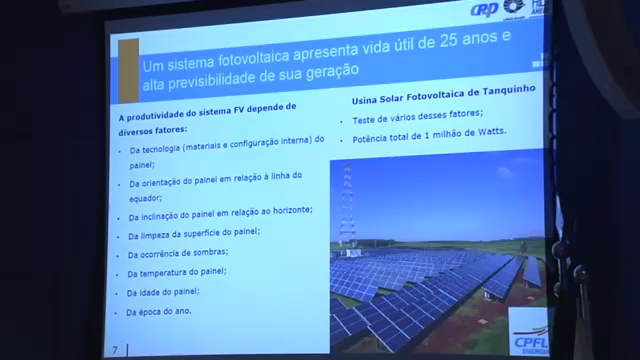 CRP
Um sistema fotovoltaica apresenta vida útil de 25 anos e
alta previsibilidade de sua geração
A produtividade do sistema FV depende de
diversos fatores:
• Da tecnologia (materiais e configuração interna) do
painel;
• Da orientação do painel em relação à linha do
equador;
• Da inclinação do painel em relação ao horizonte;
• Da limpeza da superfície do painel;
• Da ocorrência de sombras;
• Da temperatura do painel;
• Da idade do painel;
• Da época do ano.
7
Usina Solar Fotovoltaica de Tanquinho
• Teste de vários desses fatores;
• Potência total de 1 milhão de Watts.
CPFL
ENERGIA